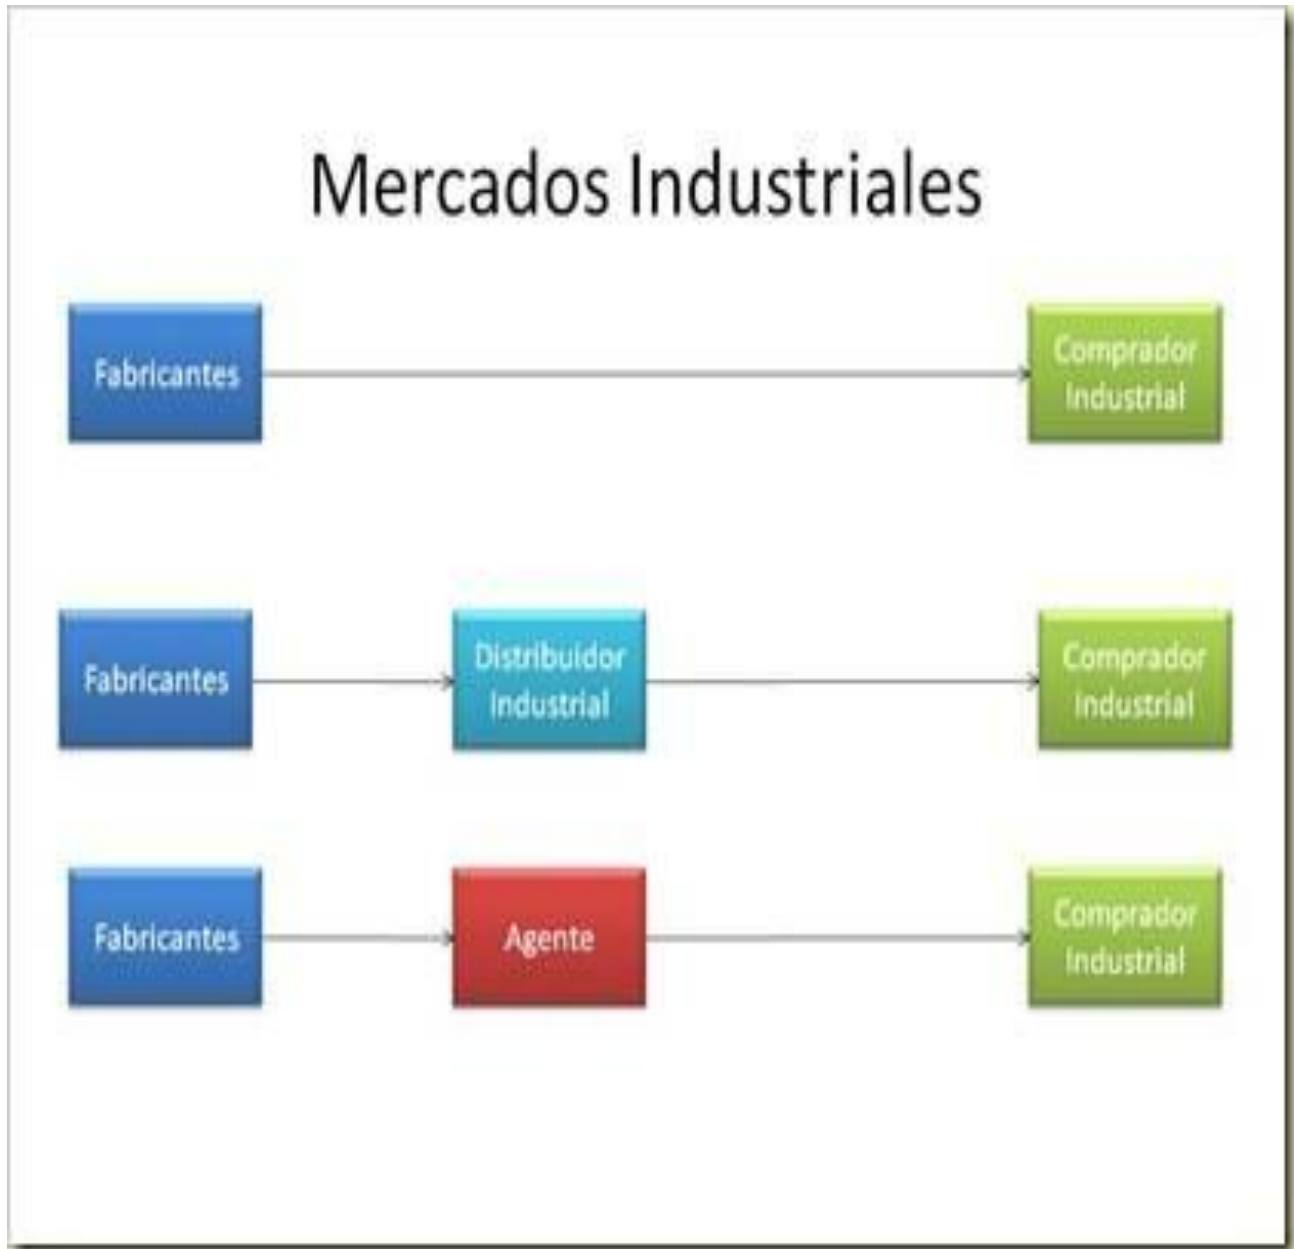 Mercados Industriales
Fabricantes
Comprador
Industrial
Fabricantes
Distribuidor
Industrial
Comprador
Industrial
Fabricantes
Agente
Comprador
Industrial